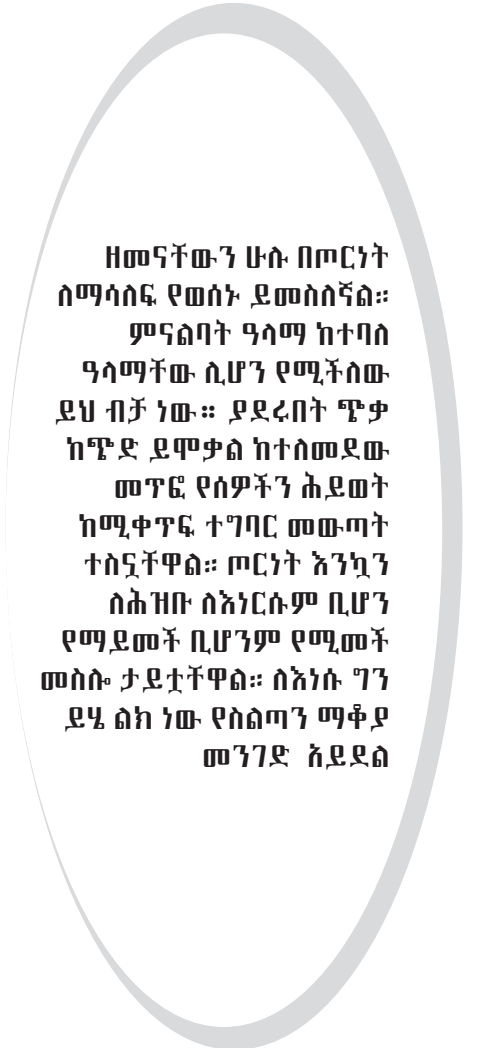 ዘመናቸውን ሁሉ በጦርነት
ለማሳለፍ የወሰኑ ይመስለኛል።
ምናልባት ዓላማ ከተባለ
ዓላማቸው ሊሆን የሚችለው
ይህ ብቻ ነው። ያደሩበት ጭቃ
ከጭድ ይሞቃል ከተለመደው
መጥፎ የሰዎችን ሕይወት
ከሚቀጥፍ ተግባር መውጣት
ተስኗቸዋል። ጦርነት እንኳን
ለሕዝቡ ለእነርሱም ቢሆን
የማይመች ቢሆንም የሚመች
መስሎ ታይቷቸዋል። ለእነሱ ግን
ይሄ ልክ ነው የስልጣን ማቆያ
መንገድ አይደል